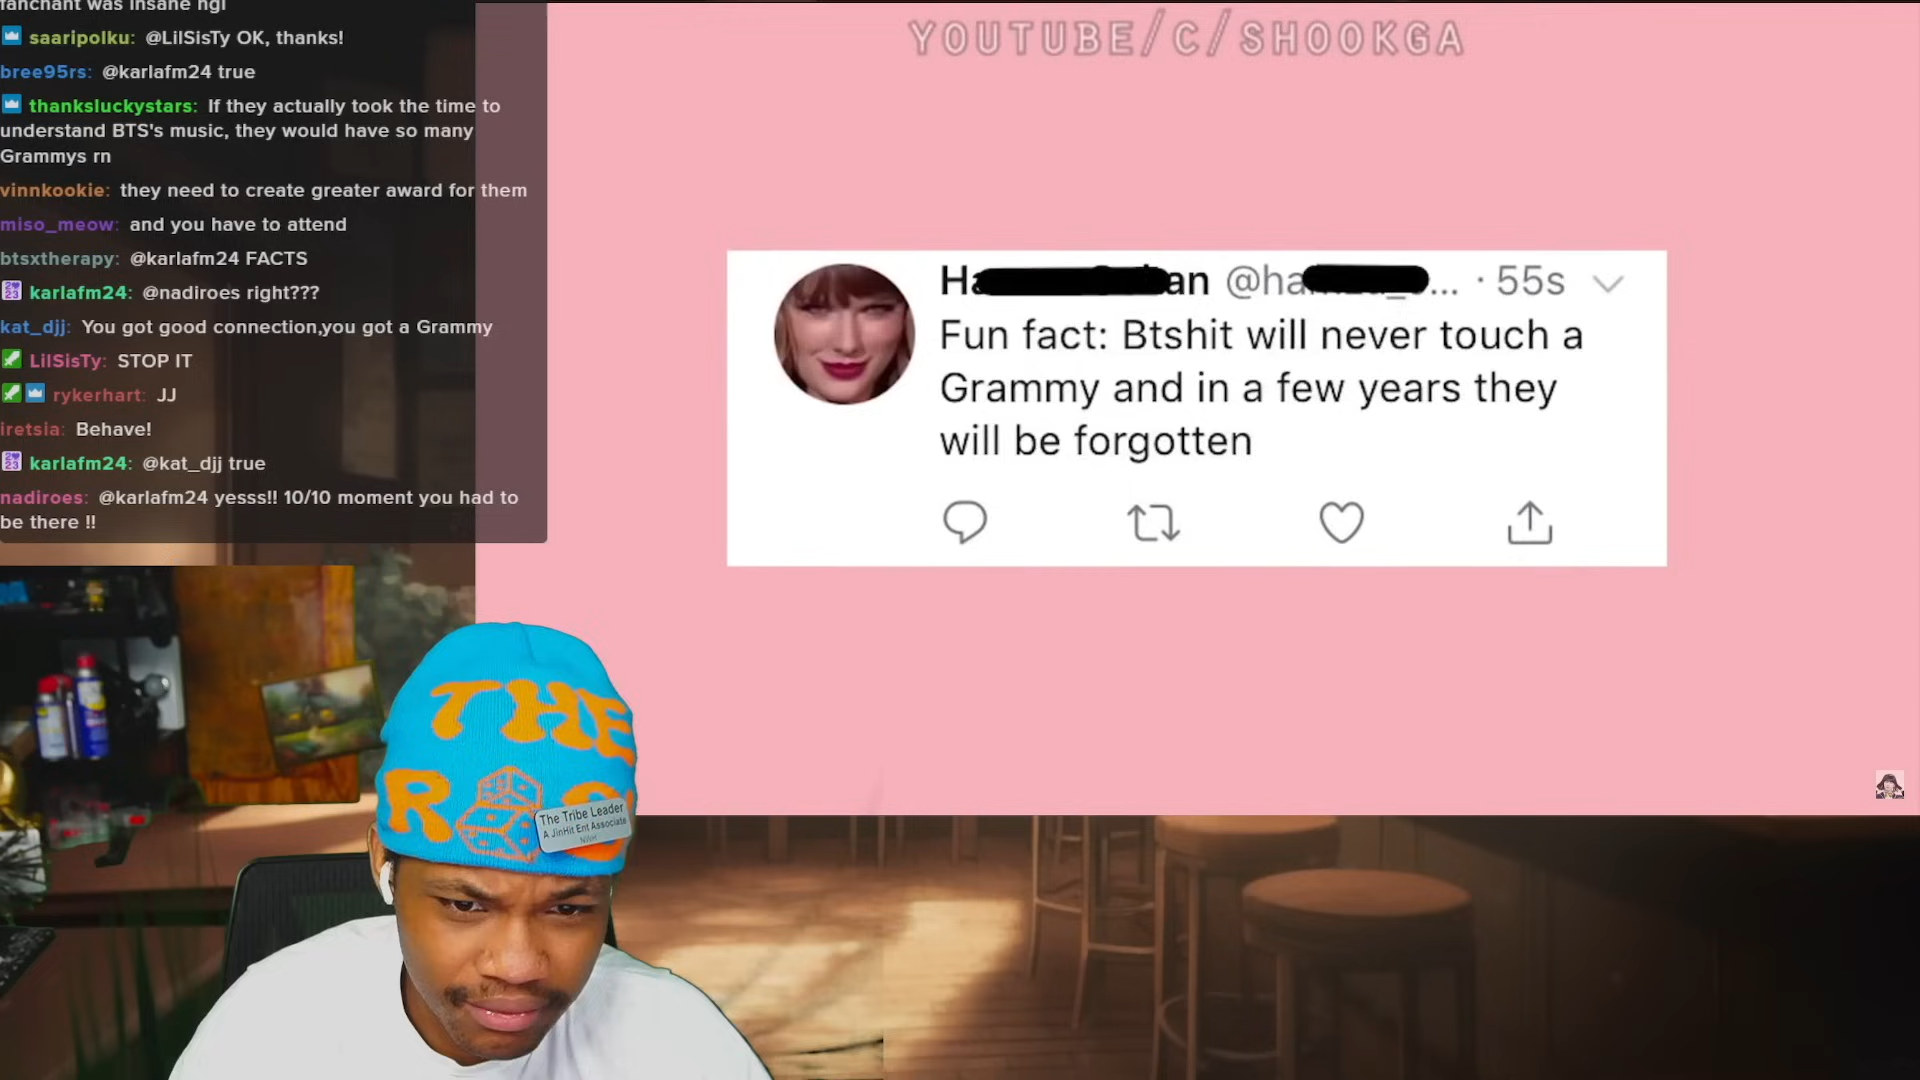 fanchant was insane ngl
saaripolku: @LilSisTy OK, thanks!
bree95rs: @karlafm24 true
thanksluckystars: If they actually took the time to
understand BTS's music, they would have so many
Grammys rn
vinnkookie: they need to create greater award for them
miso_meow: and you have to attend
btsxtherapy: @karlafm24 FACTS
karlafm24: @nadiroes right???
kat_djj: You got good connection,you got a Grammy
LilSisTy: STOP IT
rykerhart: JJ
iretsia: Behave!
karlafm24: @kat_djj true
nadiroes: @karlafm24 yesss!! 10/10 moment you had to
be there !!
YOUTUBE/C/SHOOKGA
Ha an @ha ... · 55s
Fun fact: Btshit will never touch a
Grammy and in a few years they
will be forgotten
THE
R
The Tribe Leader
A JinHit Ent Associate